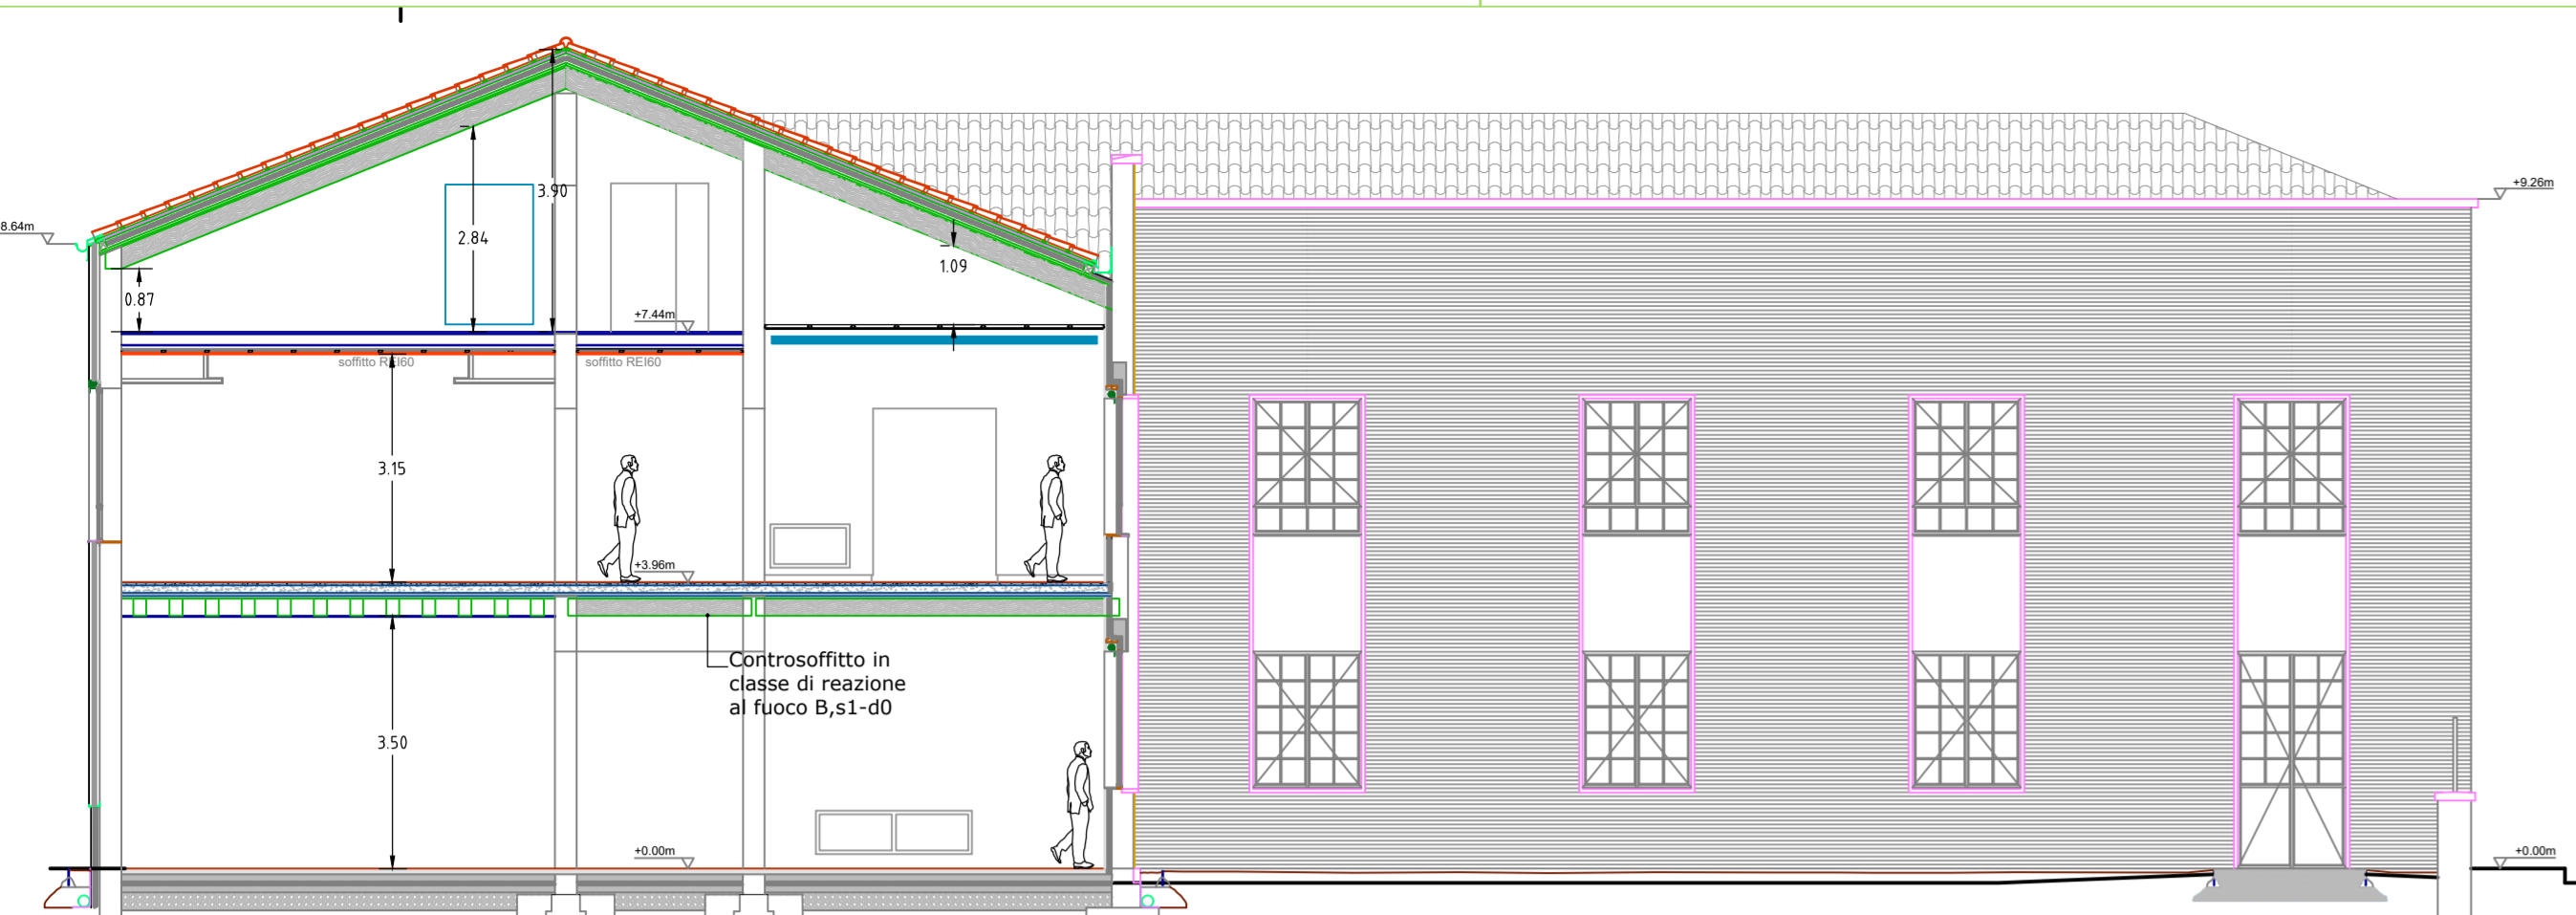 +9.26m
3.90
8.64m
2.84
1.09
0.87
+7.44m
soffitto REI60
soffitto REI60
3.15
+3.96m
Controsoffitto in
classe di reazione
al fuoco B,s1-d0
3.50
+0.00m
+0.00m